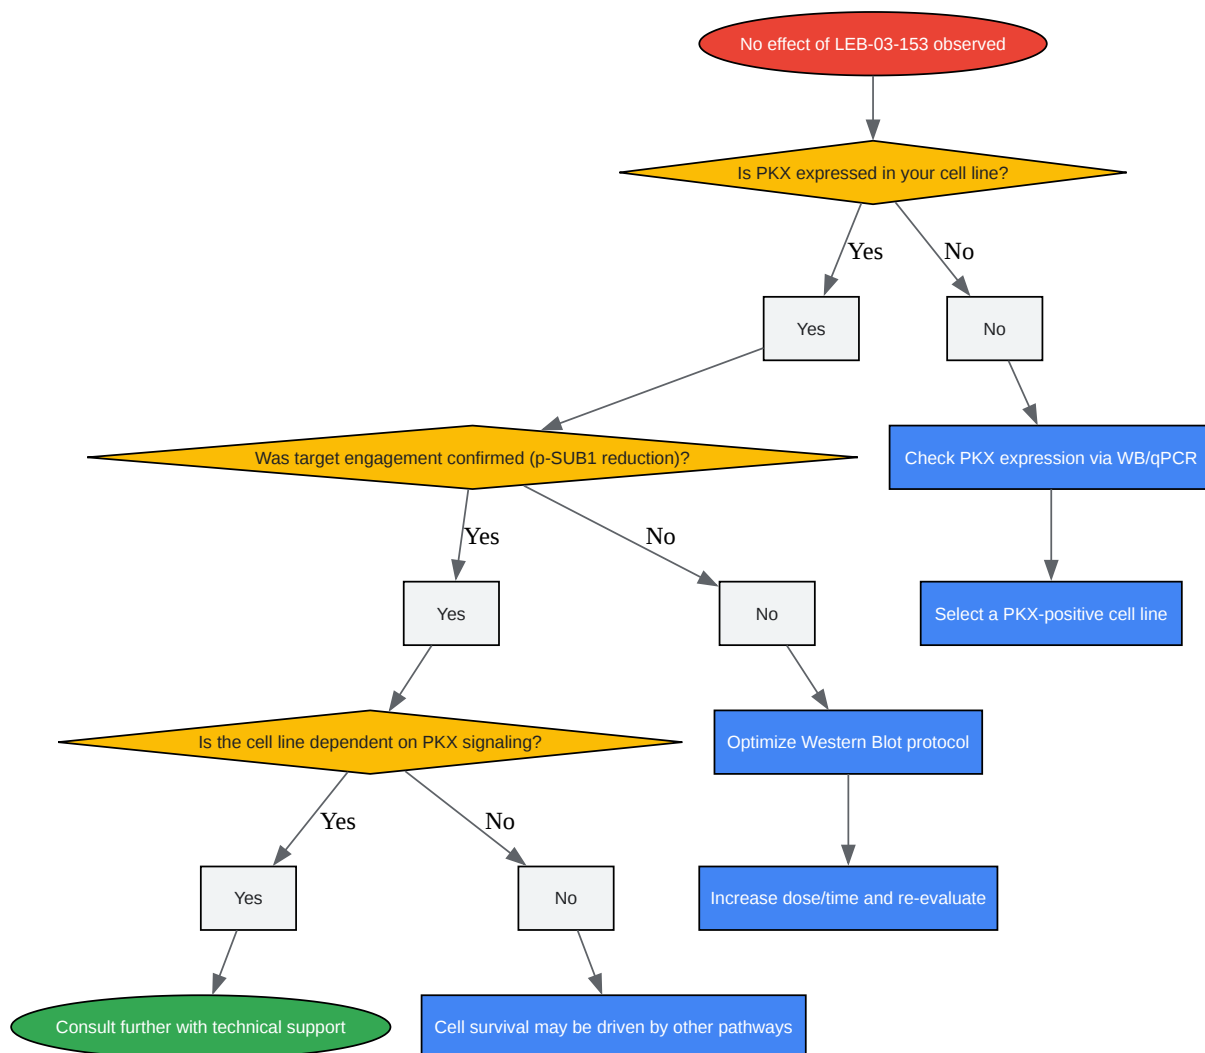 No effect of LEB-03-153 observed
Is PKX expressed in your cell line?
Yes
No
Yes
No
Was target engagement confirmed (p-SUB1 reduction)?
Check PKX expression via WB/qPCR
Yes
No
Yes
No
Select a PKX-positive cell line
Is the cell line dependent on PKX signaling?
Optimize Western Blot protocol
Yes
No
Yes
No
Increase dose/time and re-evaluate
Consult further with technical support
Cell survival may be driven by other pathways